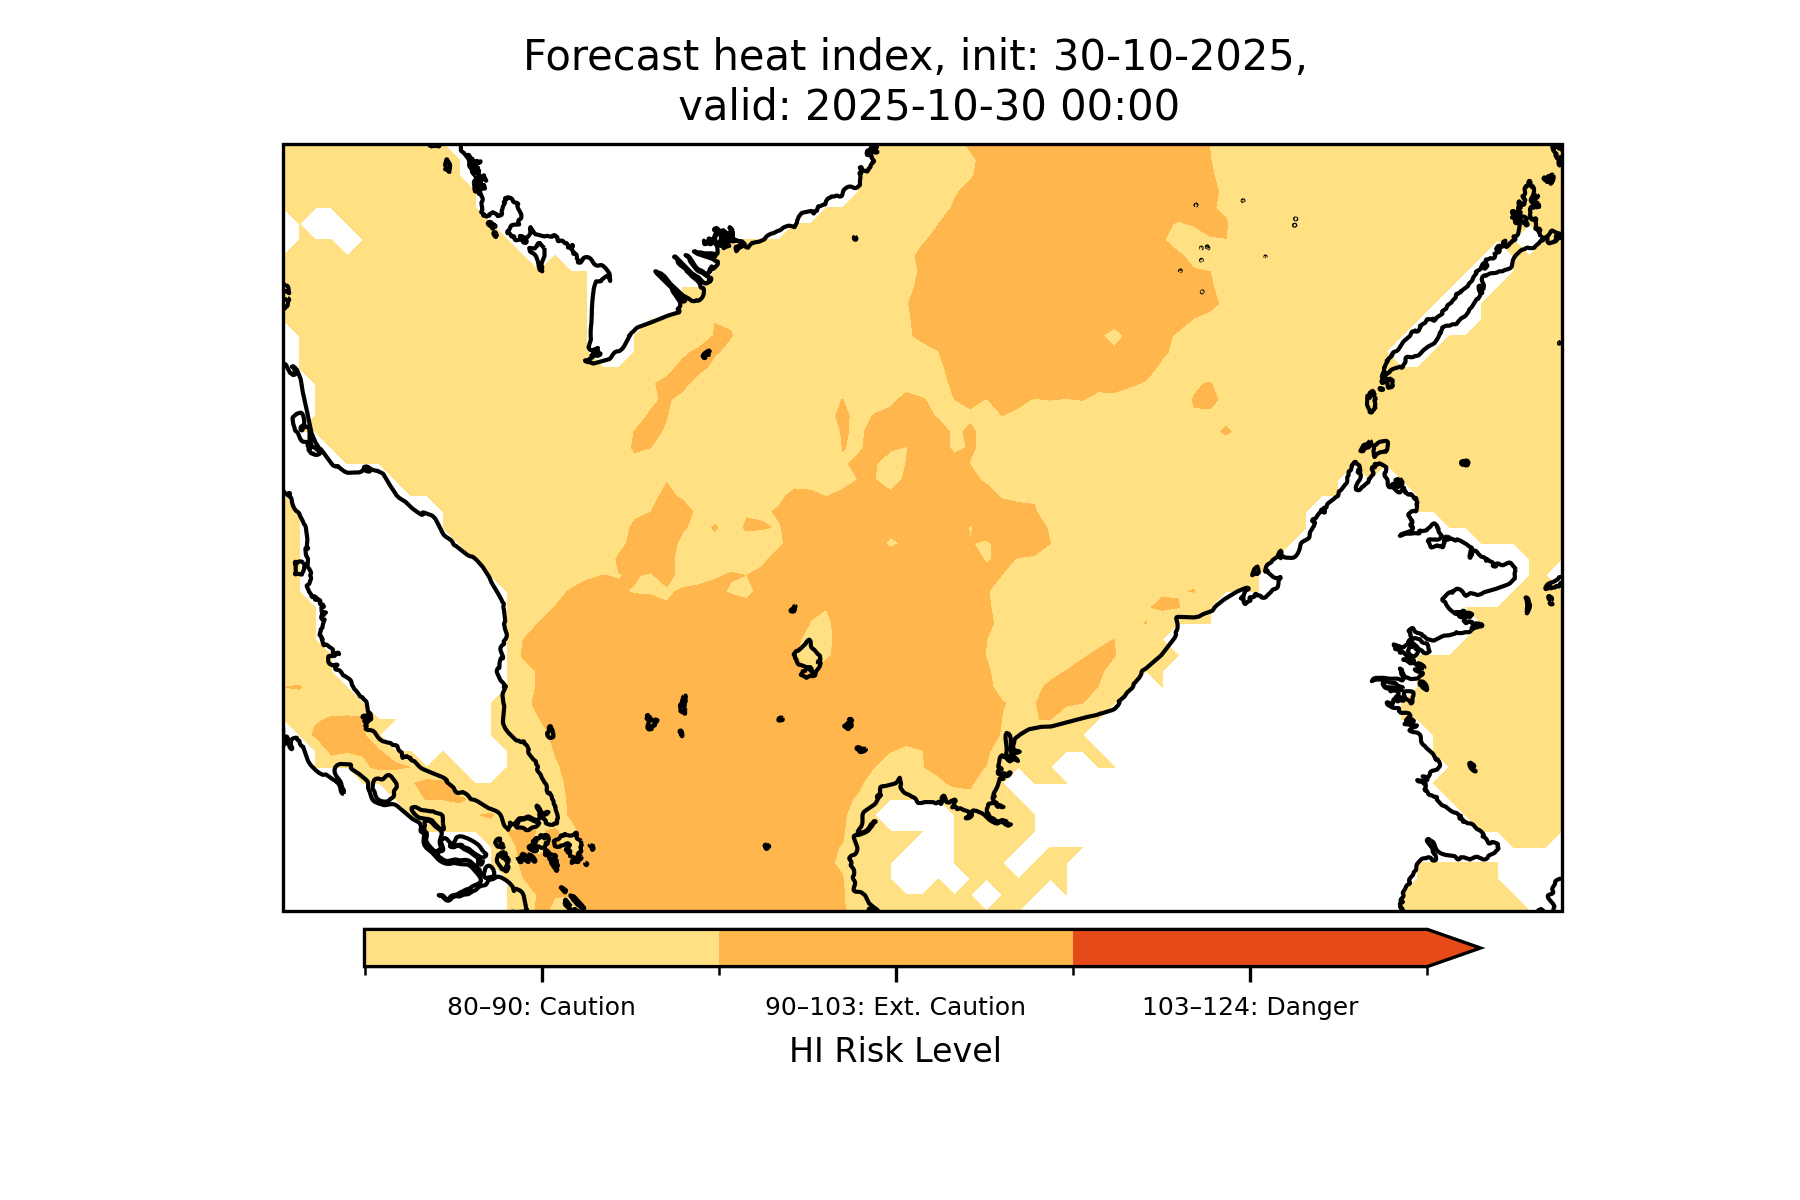 Forecast heat index, init: 30-10-2025,
valid: 2025-10-30 00:00
80–90: Caution
90–103: Ext. Caution
103–124: Danger
HI Risk Level